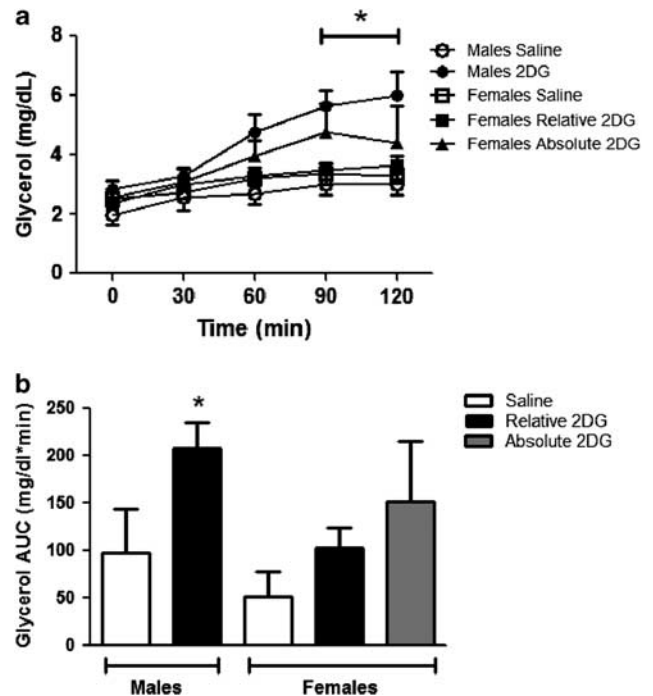 a
*
Glycerol (mg/dL)
8
6
4
2
0
0 30 60 90 120
Time (min)
Males Saline
Males 2DG
Females Saline
Females Relative 2DG
Females Absolute 2DG
b
Glycerol AUC (mg/dl*min)
250
200
150
100
50
0
*
Males Females
Saline
Relative 2DG
Absolute 2DG